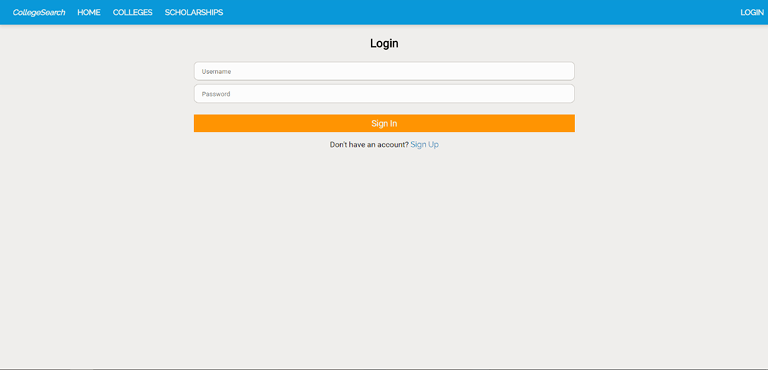 CollegeSearch HOME COLLEGES SCHOLARSHIPS LOGIN
Login
Username
Password
Sign In
Don't have an account? Sign Up